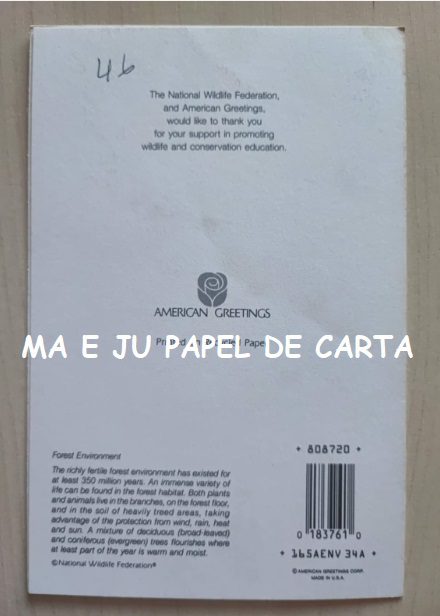 46
The National Wildlife Federation,
and American Greetings,
would like to thank you
for your support in promoting
wildlife and conservation education.
AMERICAN GREETINGS
Printed on Recycled Paper
MA E JU PAPEL DE CARTA
Forest Environment
The richly fertile forest environment has existed for
at least 350 million years. An immense variety of
life can be found in the forest habitat. Both plants
and animals live in the branches, on the forest floor,
and in the soil of heavily treed areas, taking
advantage of the protection from wind, rain, heat
and sun. A mixture of deciduous (broad-leaved)
and coniferous (evergreen) trees flourishes where
at least part of the year is warm and moist.
©National Wildlife Federation®
+ 808720 +
0 183761 0
+ 165AENV 34A +
© AMERICAN GREETINGS CORP.
MADE IN U.S.A.